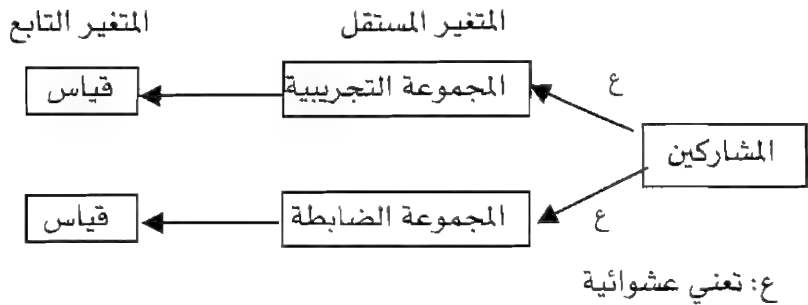 المتغير المستقل المتغير التابع
ع المجموعة التجريبية قياس
المشاركين
ع المجموعة الضابطة قياس
ع: تعني عشوائية